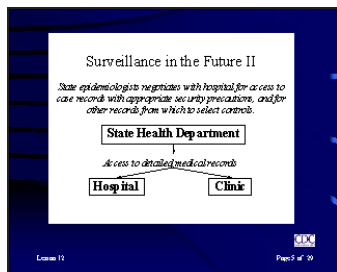 Surveillance in the Future II
State epidemiologists negotiates with hospital for access to
case records with appropriate security precautions, and for
other records from which to select controls.
State Health Department
Access to detailed medical records
Hospital Clinic
CDC
Lesson 12 Page 5 of 29